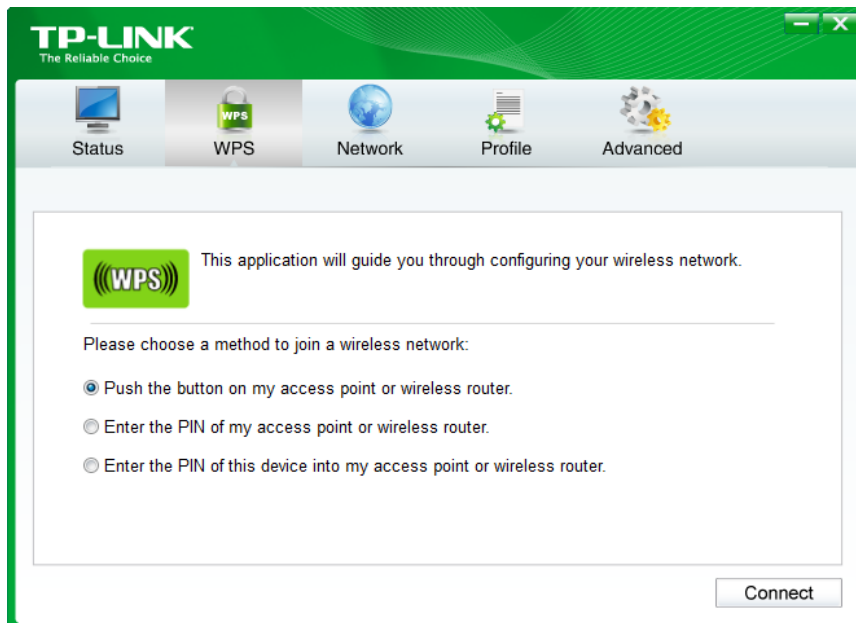 TP-LINK
The Reliable Choice
WPS
Status
WPS
Network
Profile
Advanced
(((WPS)))
This application will guide you through configuring your wireless network.
Please choose a method to join a wireless network:
Push the button on my access point or wireless router.
Enter the PIN of my access point or wireless router.
Enter the PIN of this device into my access point or wireless router.
Connect